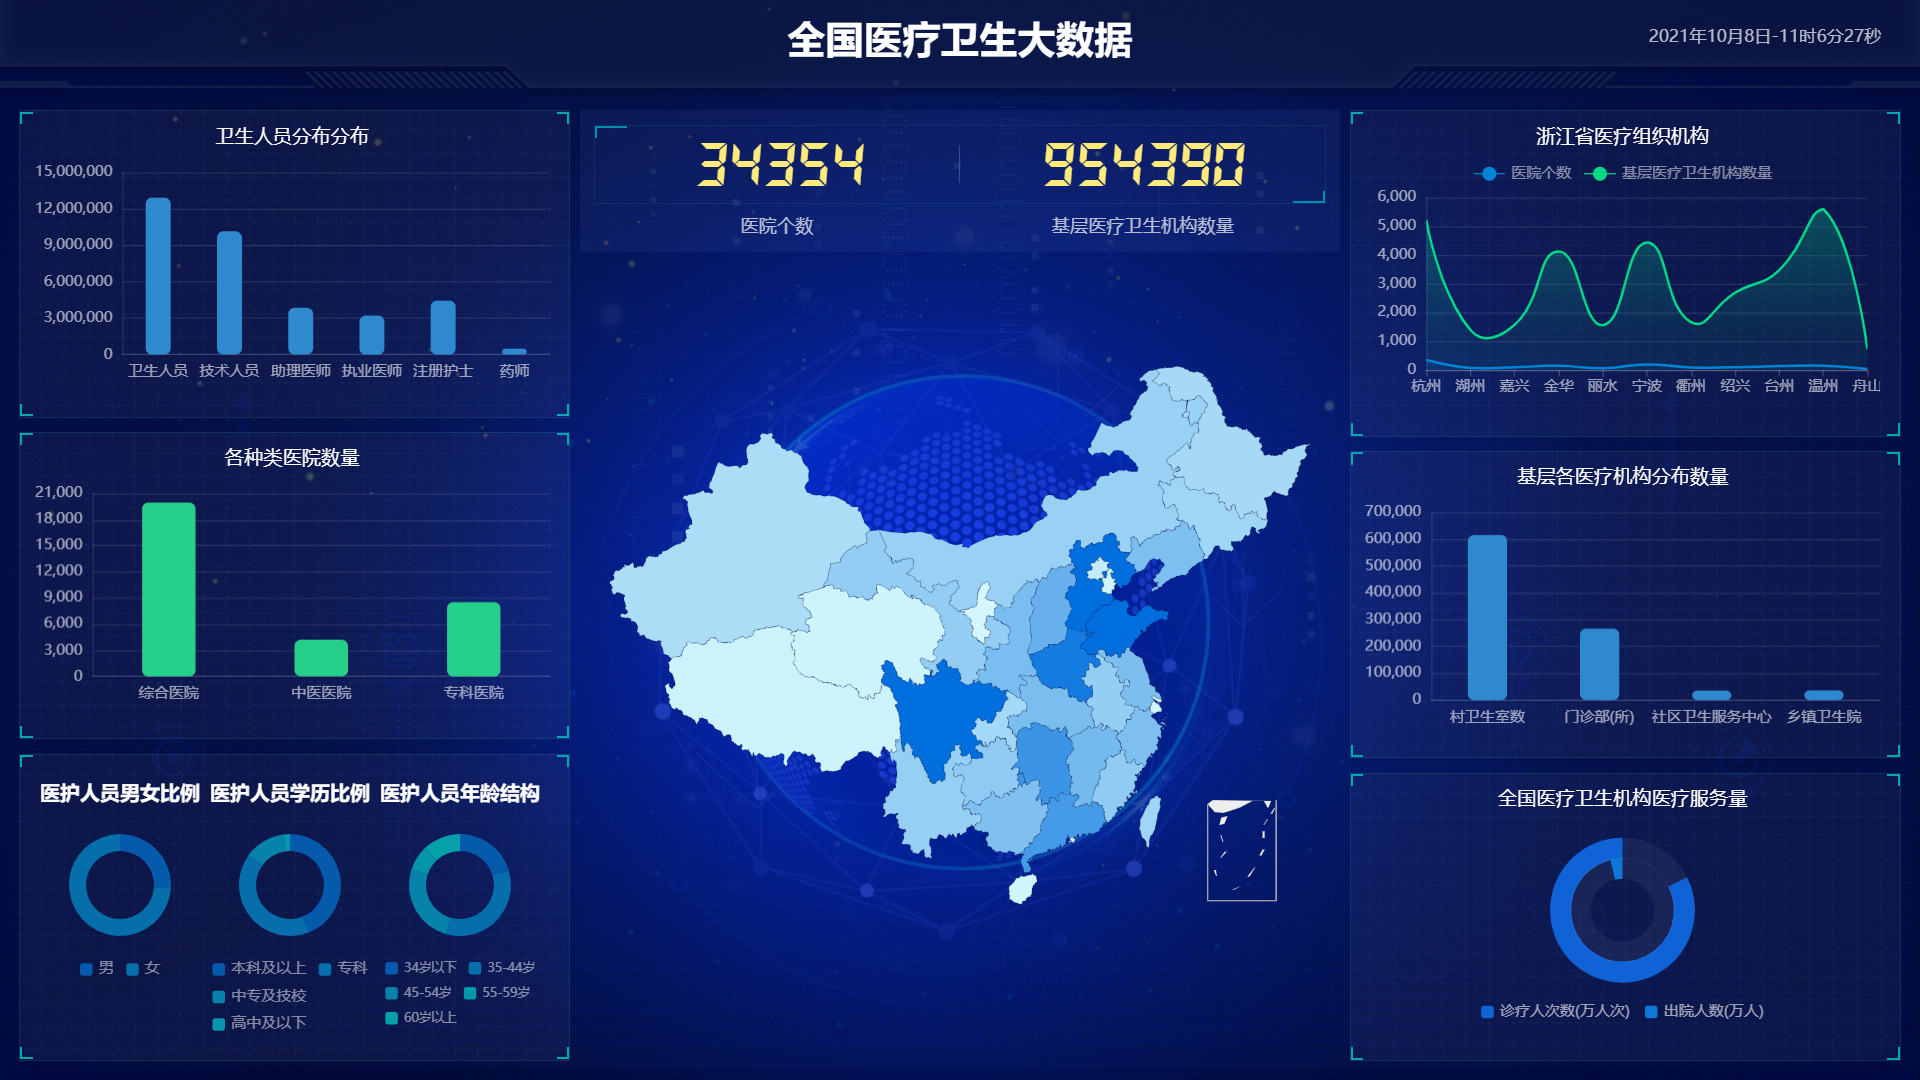 全国医疗卫生大数据
2021年10月8日-11时6分27秒
卫生人员分布分布
15,000,000
12,000,000
9,000,000
6,000,000
3,000,000
0
卫生人员 技术人员 助理医师 执业医师 注册护士 药师
各种类医院数量
21,000
18,000
15,000
12,000
9,000
6,000
3,000
0
综合医院 中医医院 专科医院
医护人员男女比例 医护人员学历比例 医护人员年龄结构
男 女
本科及以上 专科
中专及技校
高中及以下
34岁以下 35-44岁
45-54岁 55-59岁
60岁以上
34354 954390
医院个数 基层医疗卫生机构数量
浙江省医疗组织机构
医院个数 基层医疗卫生机构数量
6,000
5,000
4,000
3,000
2,000
1,000
0
杭州 湖州 嘉兴 金华 丽水 宁波 衢州 绍兴 台州 温州 舟山
基层各医疗机构分布数量
700,000
600,000
500,000
400,000
300,000
200,000
100,000
0
村卫生室数 门诊部(所) 社区卫生服务中心 乡镇卫生院
全国医疗卫生机构医疗服务量
诊疗人次数(万人次) 出院人数(万人)